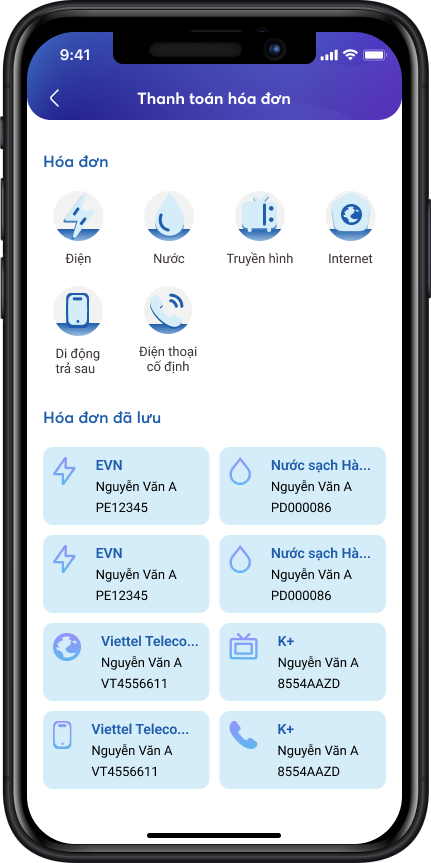 9:41
Thanh toán hóa đơn
Hóa đơn
Điện
Nước
Truyền hình
Internet
Di động
trả sau
Điện thoại
cố định
Hóa đơn đã lưu
EVN
Nguyễn Văn A
PE12345
Nước sạch Hà...
Nguyễn Văn A
PD000086
EVN
Nguyễn Văn A
PE12345
Nước sạch Hà...
Nguyễn Văn A
PD000086
Viettel Teleco...
Nguyễn Văn A
VT4556611
K+
Nguyễn Văn A
8554AAZD
Viettel Teleco...
Nguyễn Văn A
VT4556611
K+
Nguyễn Văn A
8554AAZD